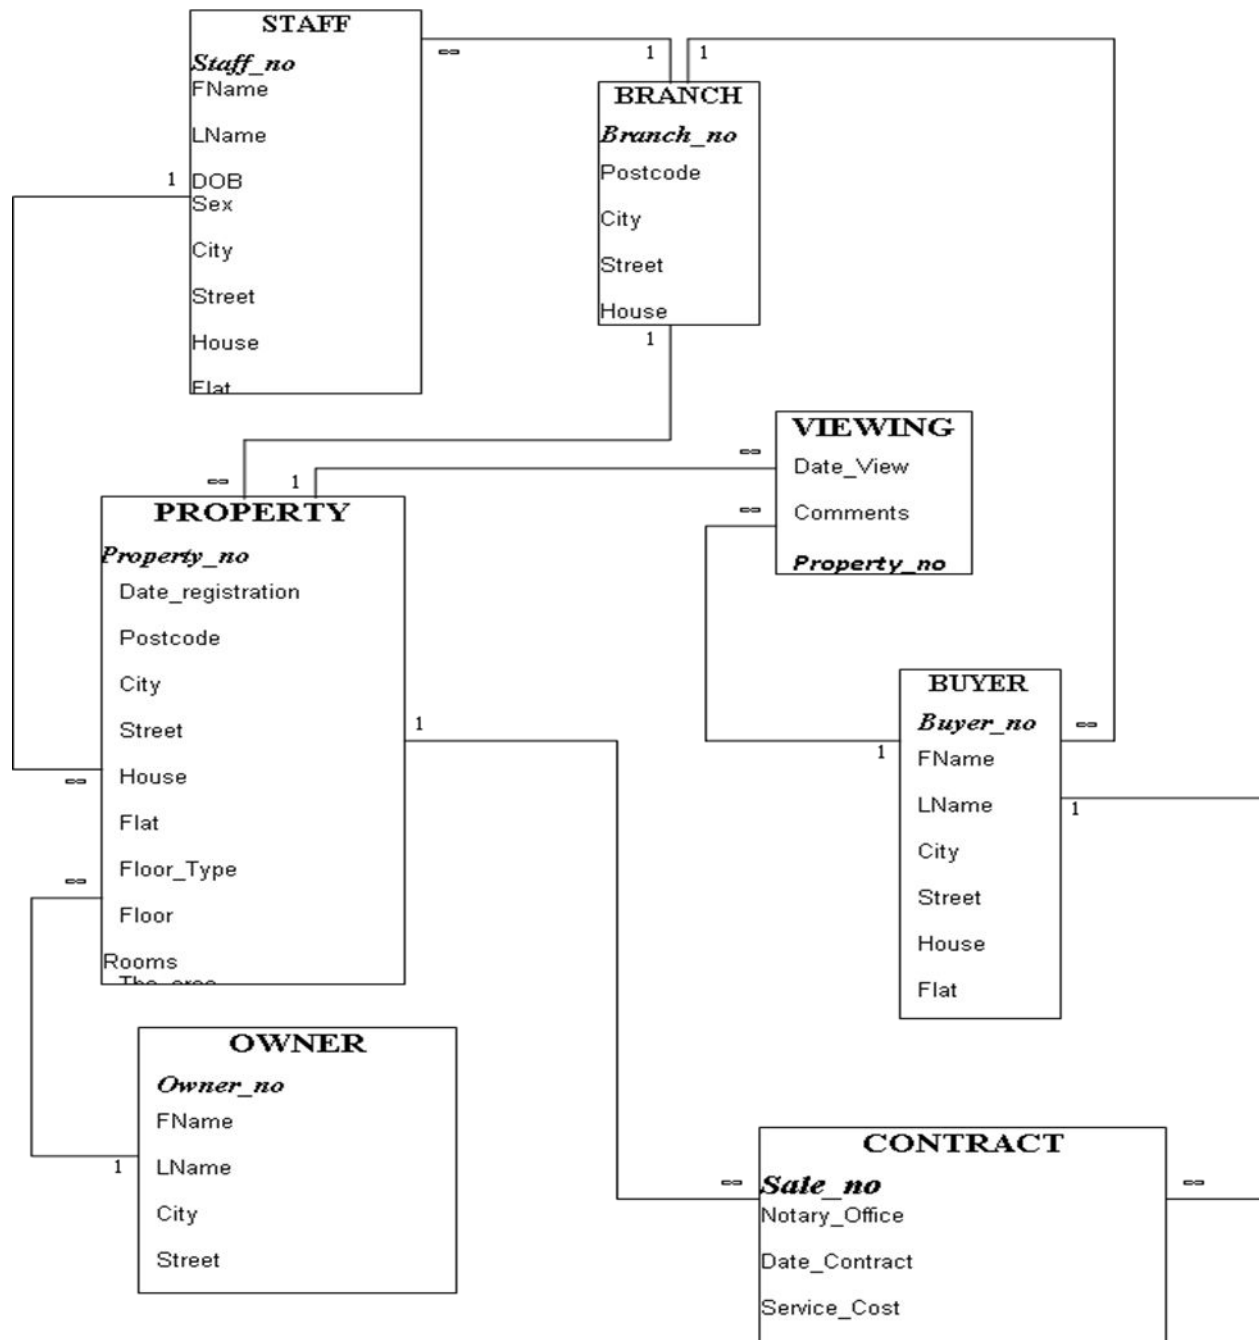 STAFF
Staff_no
FName
LName
DOB
Sex
City
Street
House
Flat
∞
1
1
1
BRANCH
Branch_no
Postcode
City
Street
House
1
∞
1
∞
∞
VIEWING
Date_View
Comments
Property_no
PROPERTY
Property_no
Date_registration
Postcode
City
Street
House
Flat
Floor_Type
Floor
Rooms
1
∞
∞
BUYER
Buyer_no
FName
LName
City
Street
House
Flat
1
∞
1
OWNER
Owner_no
FName
LName
City
Street
1
CONTRACT
Sale_no
Notary_Office
Date_Contract
Service_Cost
∞
∞